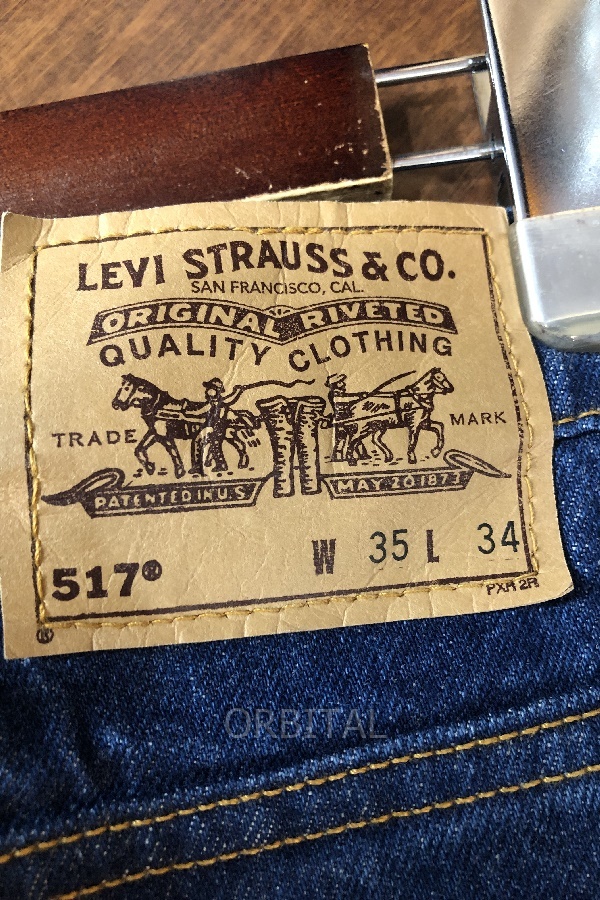 LEVI STRAUSS & CO.
SAN FRANCISCO, CAL.
ORIGINAL RIVETED
QUALITY CLOTHING
TRADE MARK
PATENTED IN U.S MAY 20 1873
517® W 35 L 34
PXR 2R
®
ORBITAL